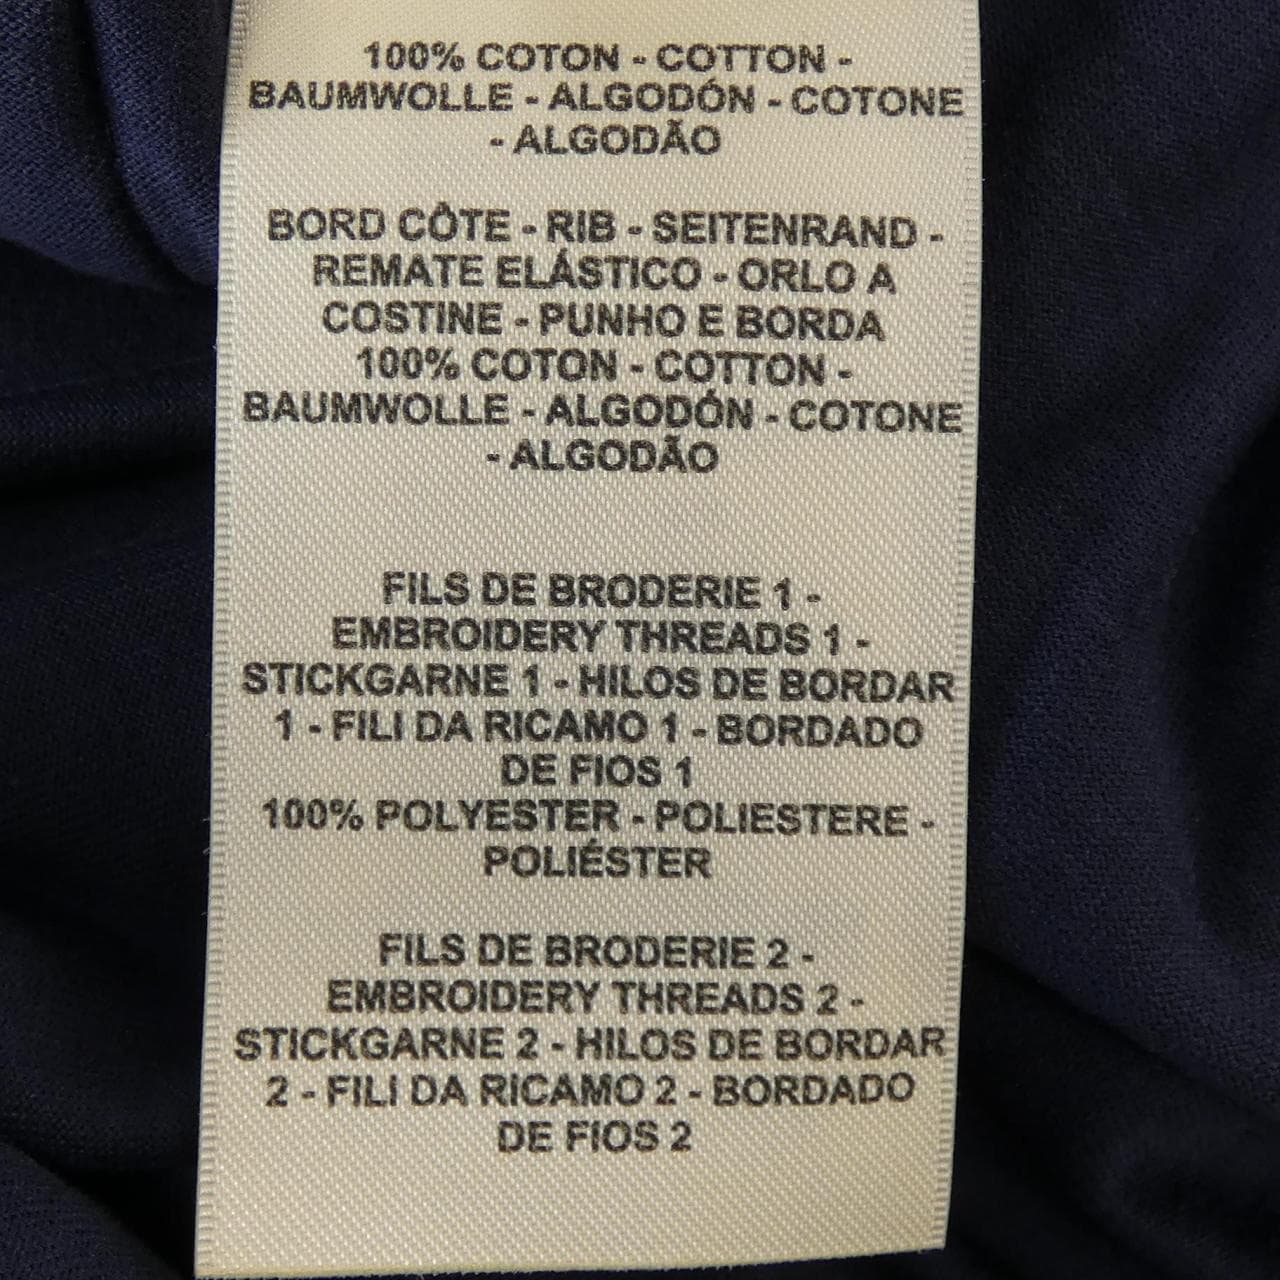 100% COTON - COTTON -
BAUMWOLLE - ALGODÓN - COTONE
- ALGODÃO
BORD CÔTE - RIB - SEITENRAND -
REMATE ELÁSTICO - ORLO A
COSTINE - PUNHO E BORDA
100% COTON - COTTON -
BAUMWOLLE - ALGODÓN - COTONE
- ALGODÃO
FILS DE BRODERIE 1 -
EMBROIDERY THREADS 1 -
STICKGARNE 1 - HILOS DE BORDAR
1 - FILI DA RICAMO 1 - BORDADO
DE FIOS 1
100% POLYESTER - POLIESTERE -
POLIÉSTER
FILS DE BRODERIE 2 -
EMBROIDERY THREADS 2 -
STICKGARNE 2 - HILOS DE BORDAR
2 - FILI DA RICAMO 2 - BORDADO
DE FIOS 2